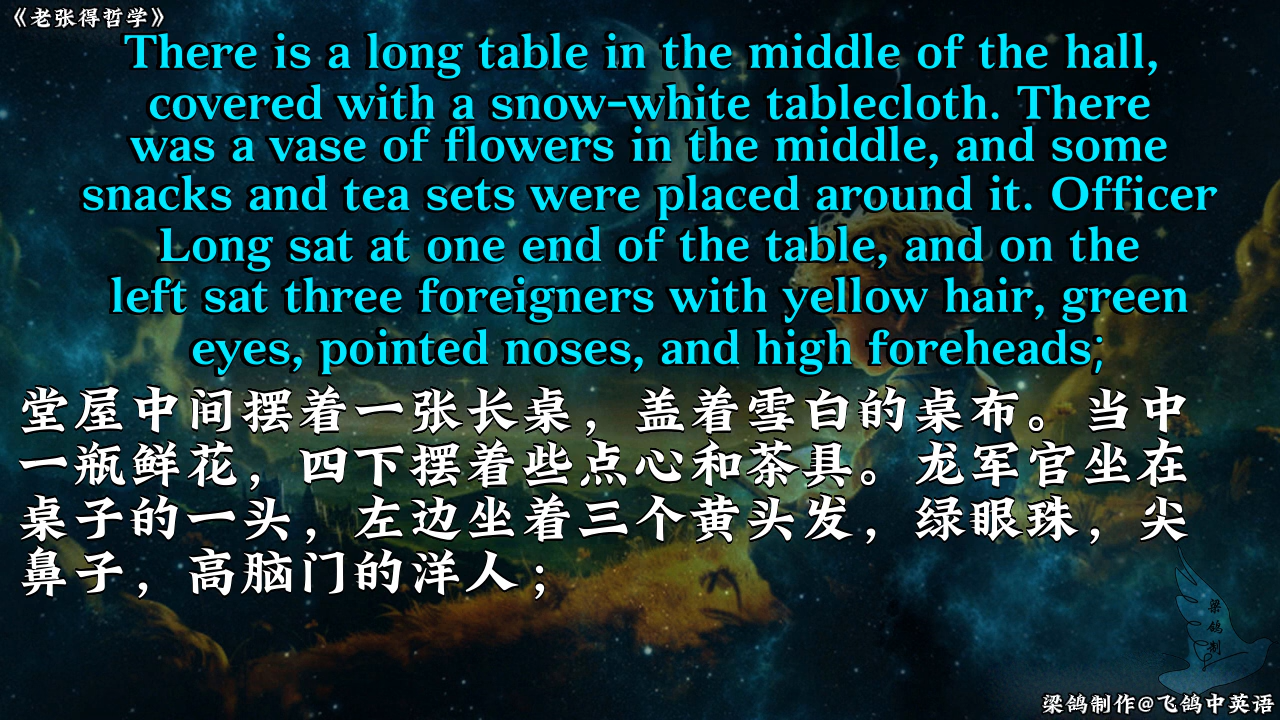 《老张得哲学》
There is a long table in the middle of the hall,
covered with a snow-white tablecloth. There
was a vase of flowers in the middle, and some
snacks and tea sets were placed around it. Officer
Long sat at one end of the table, and on the
left sat three foreigners with yellow hair, green
eyes, pointed noses, and high foreheads;
堂屋中间摆着一张长桌，盖着雪白的桌布。当中
一瓶鲜花，四下摆着些点心和茶具。龙军官坐在
桌子的一头，左边坐着三个黄头发，绿眼珠，尖
鼻子，高脑门的洋人；
梁鸽制
梁鸽制作@飞鸽中英语